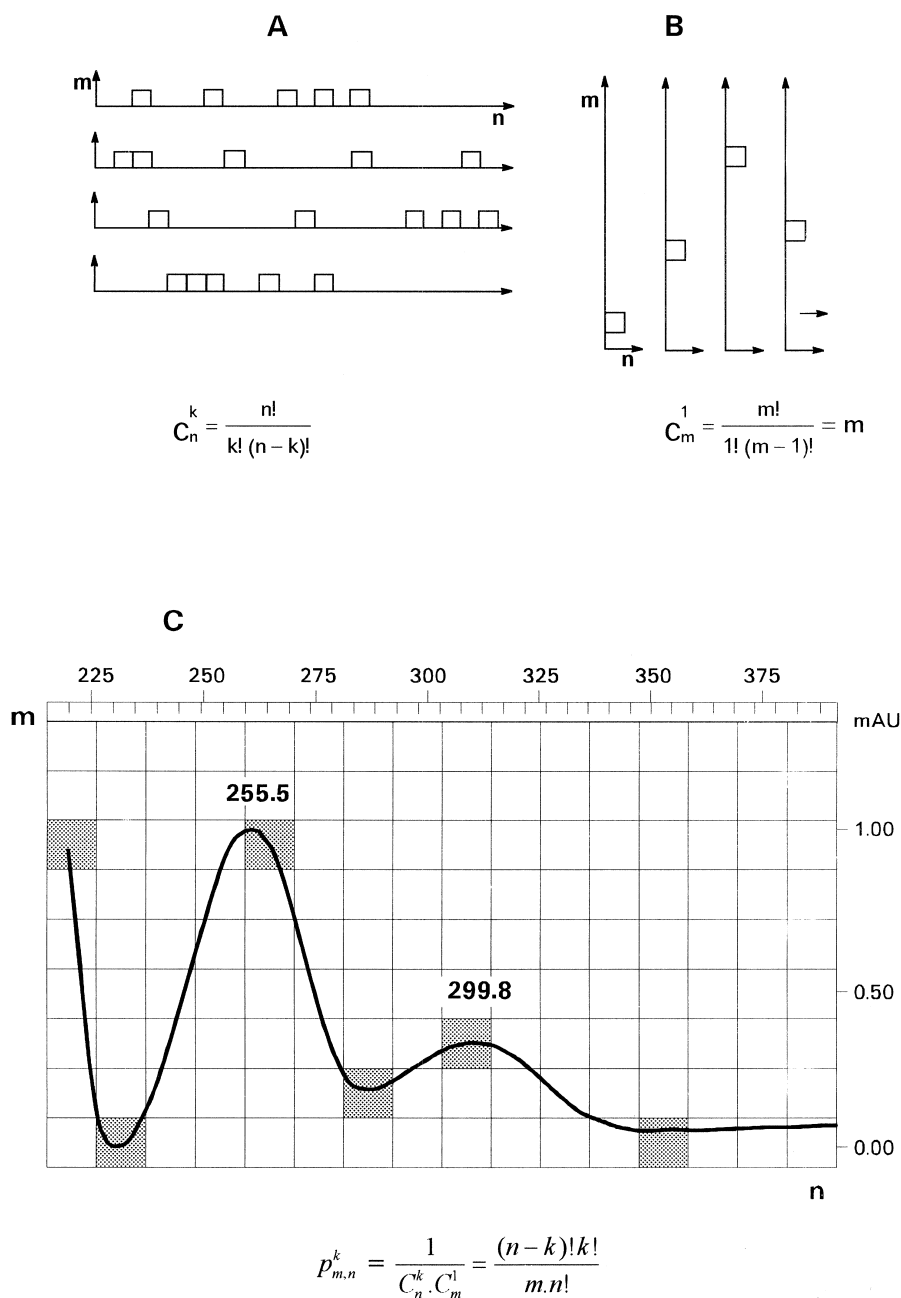 A
B
m
n
m
n
C_n^k = n! / k! (n – k)!
C_m^1 = m! / 1! (m – 1)! = m
C
225 250 275 300 325 350 375
m
mAU
255.5
1.00
299.8
0.50
0.00
n
p_{m,n}^k = 1 / C_n^k . C_m^1 = (n – k)! k! / m.n!